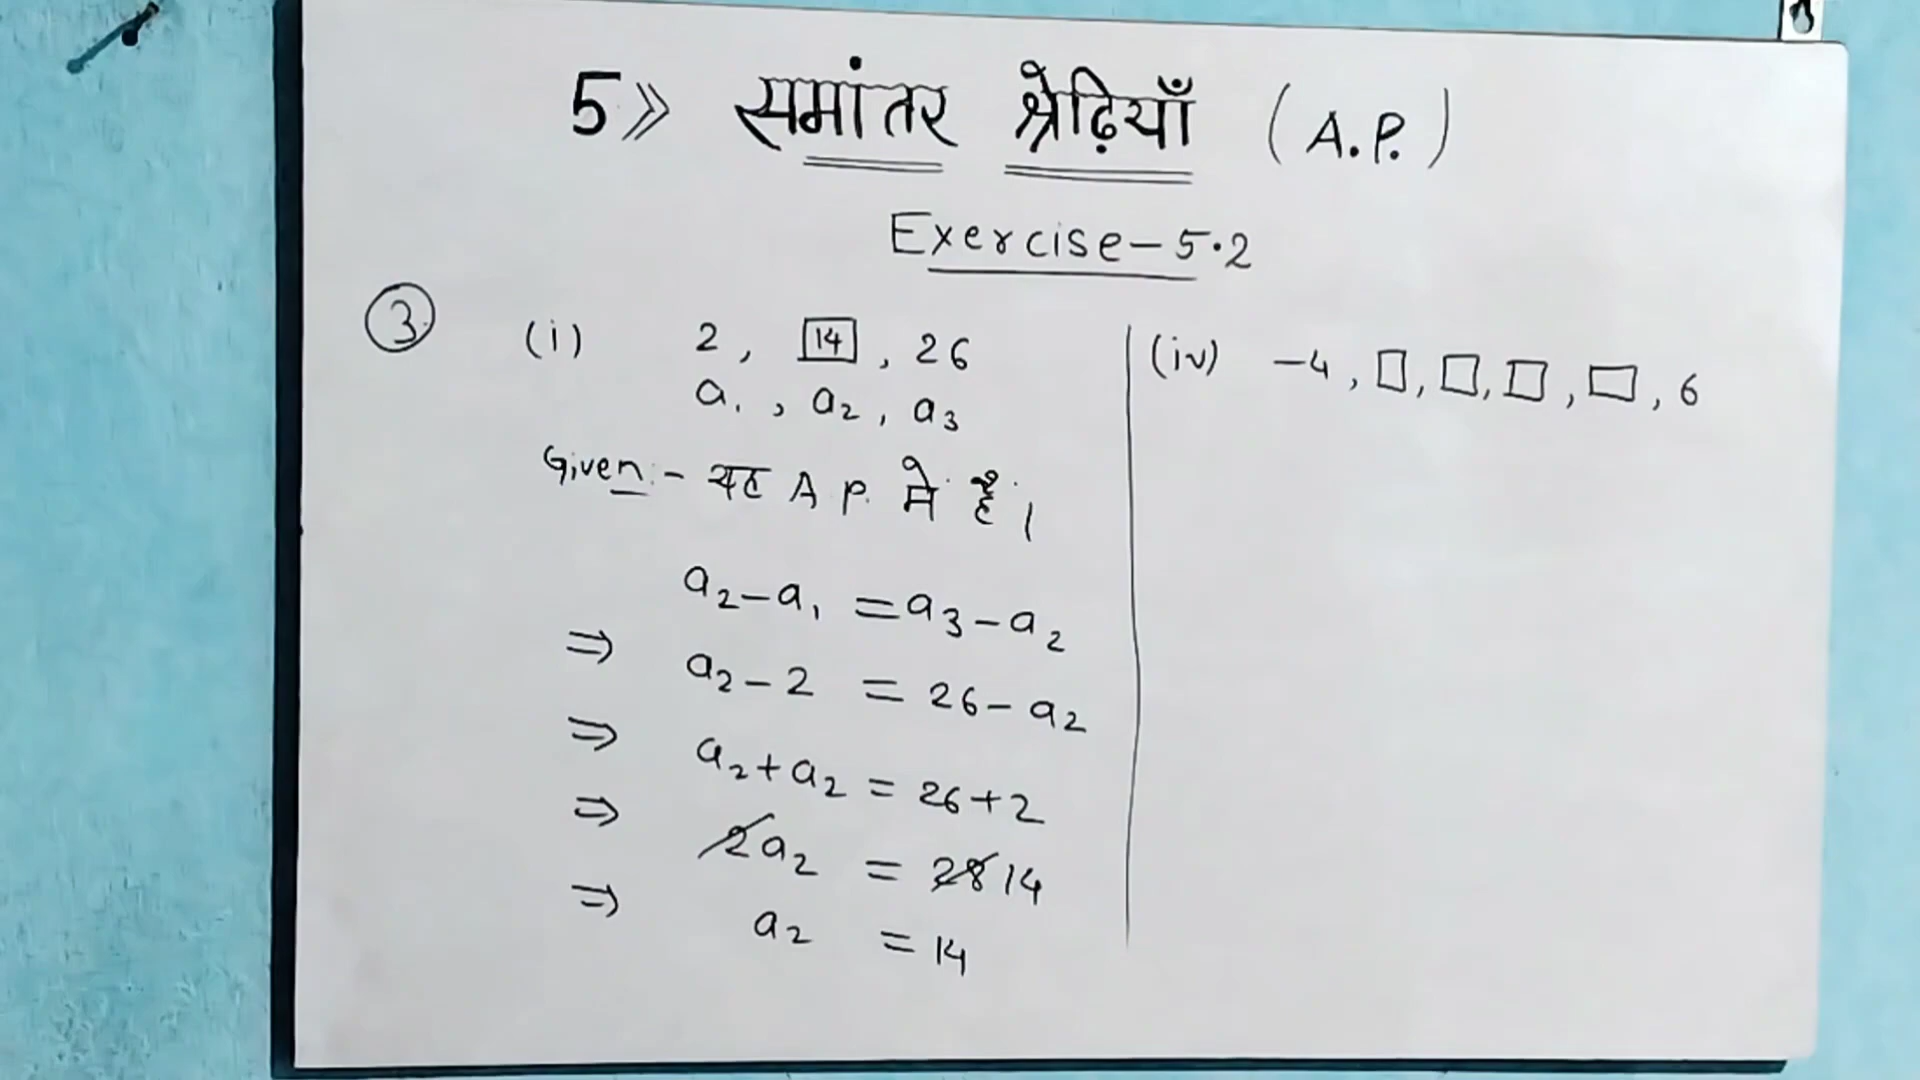 5» समांतर श्रेढ़ियाँ (A.P.)
Exercise-5.2
3
(i) 2, 14, 26
a₁, a₂, a₃
Given:- यह A.P. में हैं।
a₂-a₁ = a₃-a₂
⇒ a₂-2 = 26-a₂
⇒ a₂+a₂ = 26+2
⇒ 2a₂ = 28 14
⇒ a₂ = 14
(iv) -4, □, □, □, □, 6